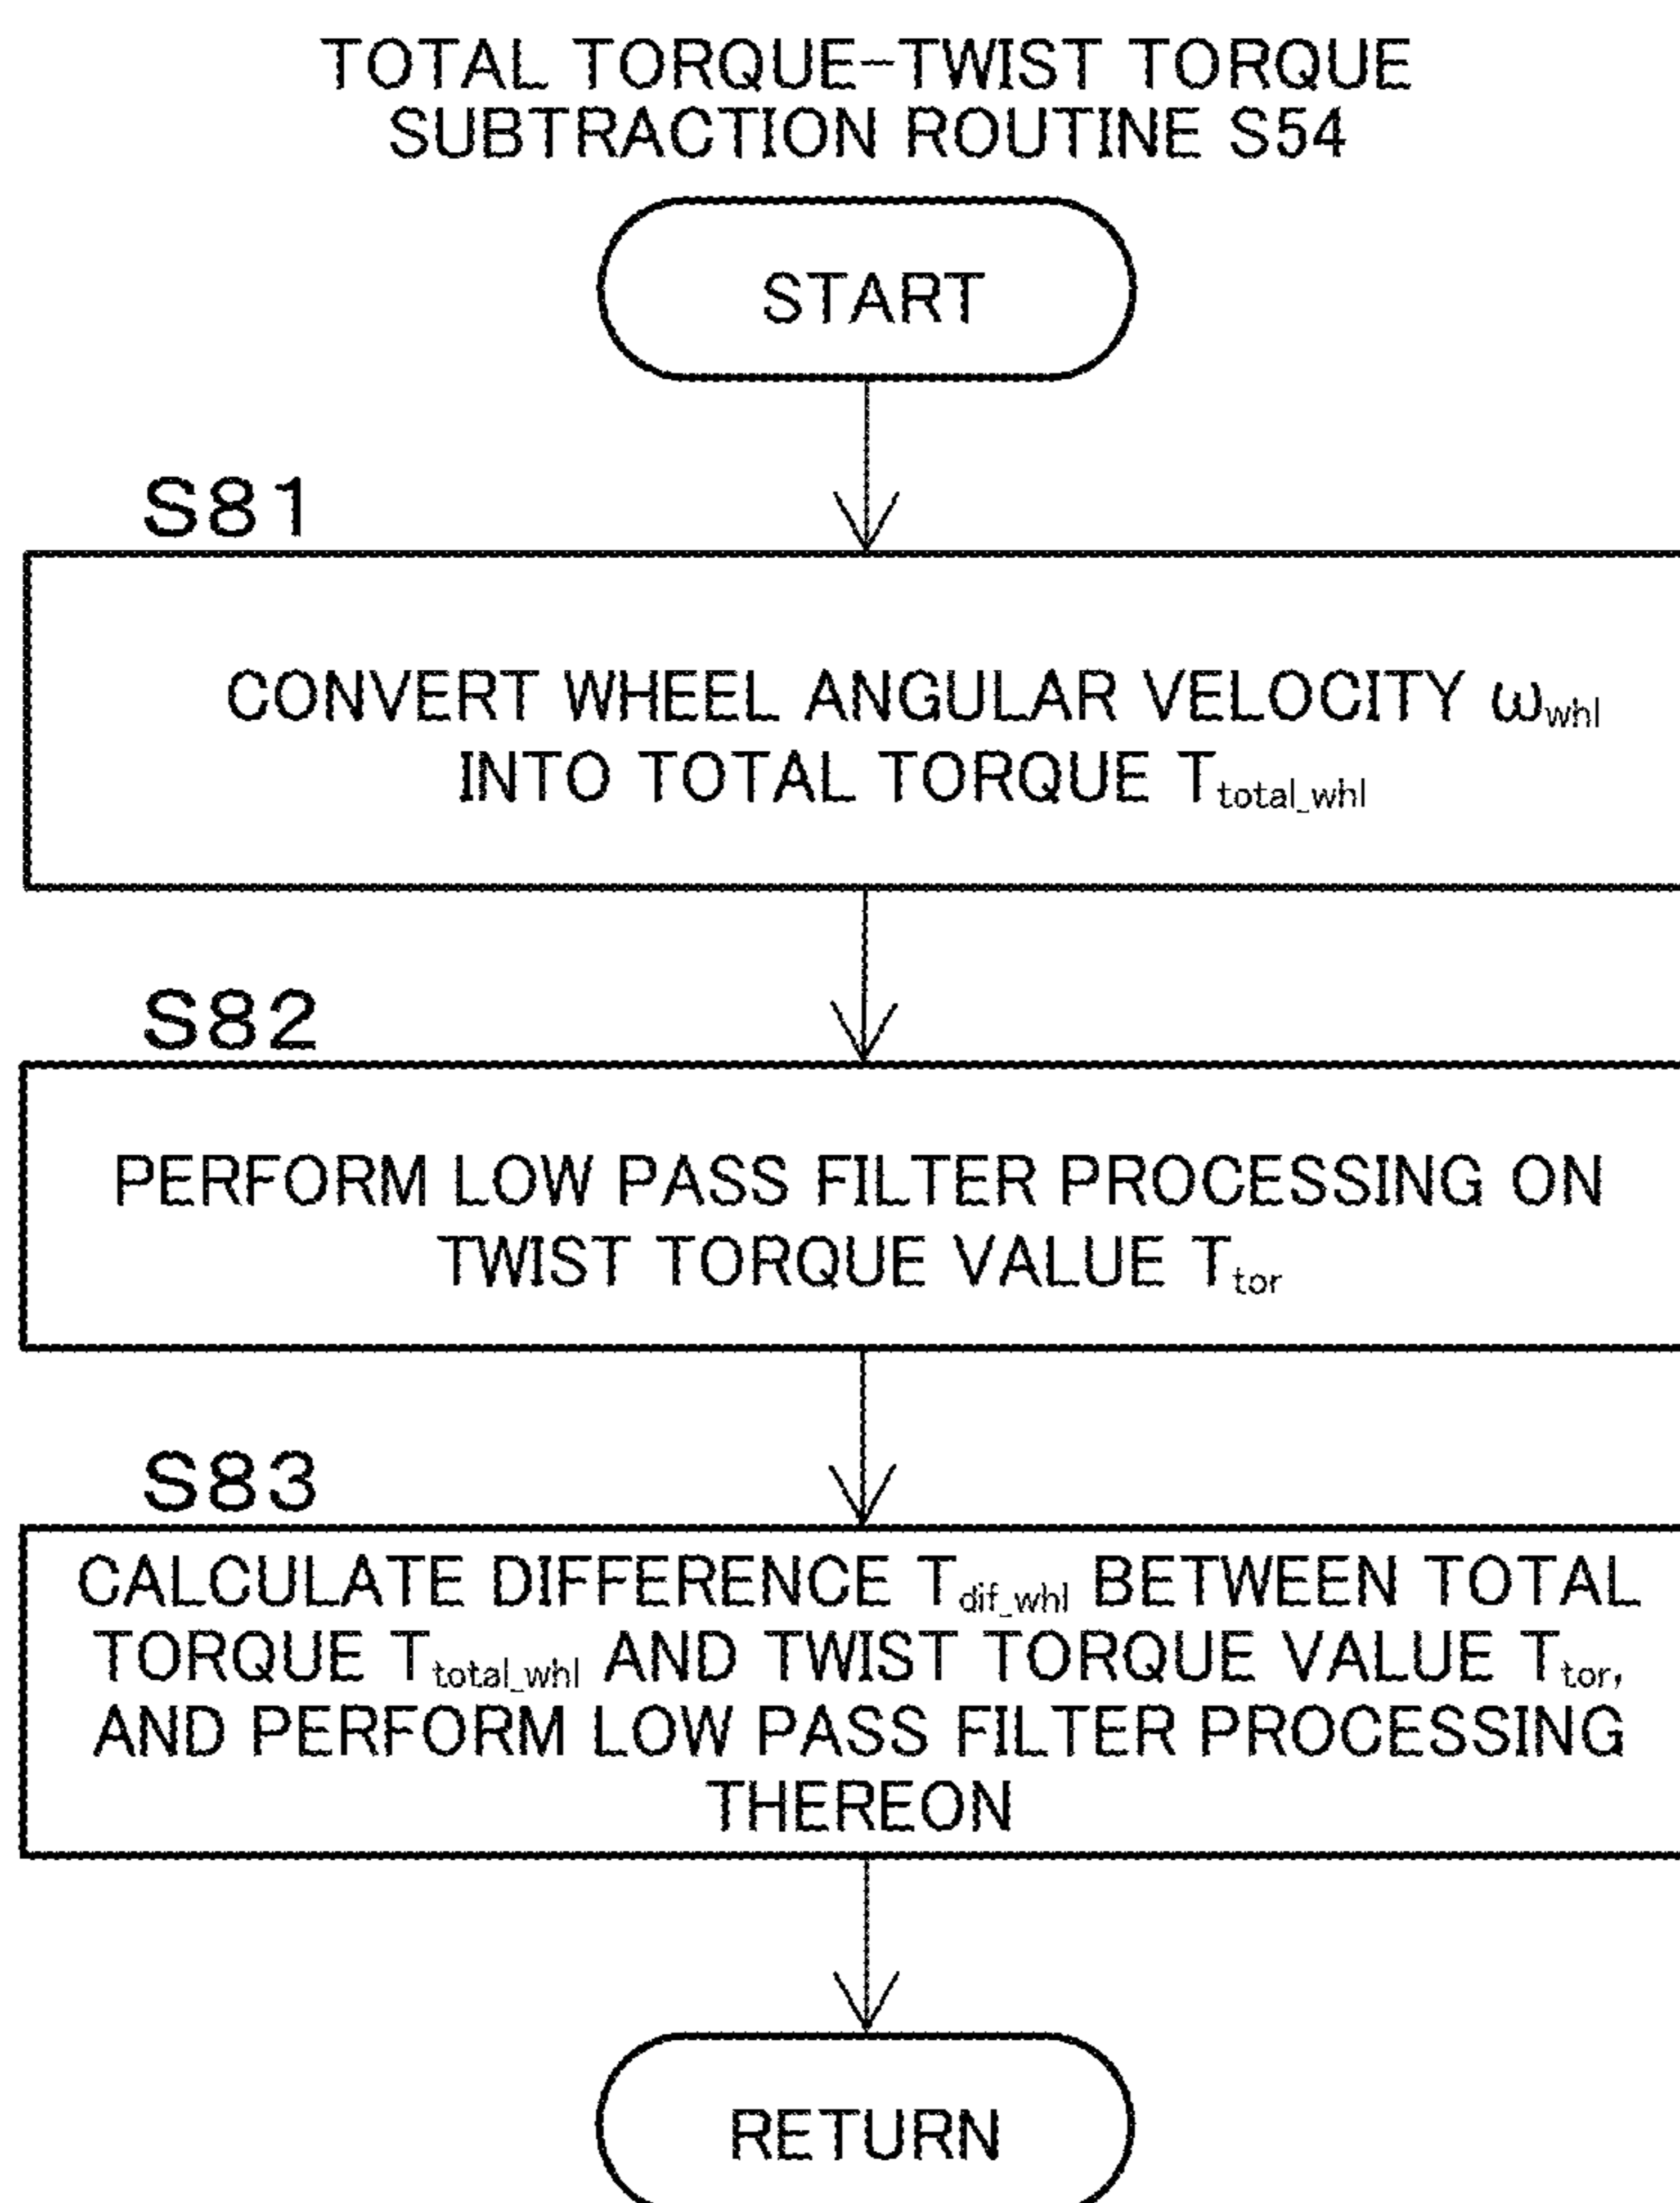 TOTAL TORQUE-TWIST TORQUE
SUBTRACTION ROUTINE S54
START
S81
CONVERT WHEEL ANGULAR VELOCITY ωwhl
INTO TOTAL TORQUE Ttotal_whl
S82
PERFORM LOW PASS FILTER PROCESSING ON
TWIST TORQUE VALUE Ttor
S83
CALCULATE DIFFERENCE Tdif_whl BETWEEN TOTAL
TORQUE Ttotal_whl AND TWIST TORQUE VALUE Ttor,
AND PERFORM LOW PASS FILTER PROCESSING
THEREON
RETURN